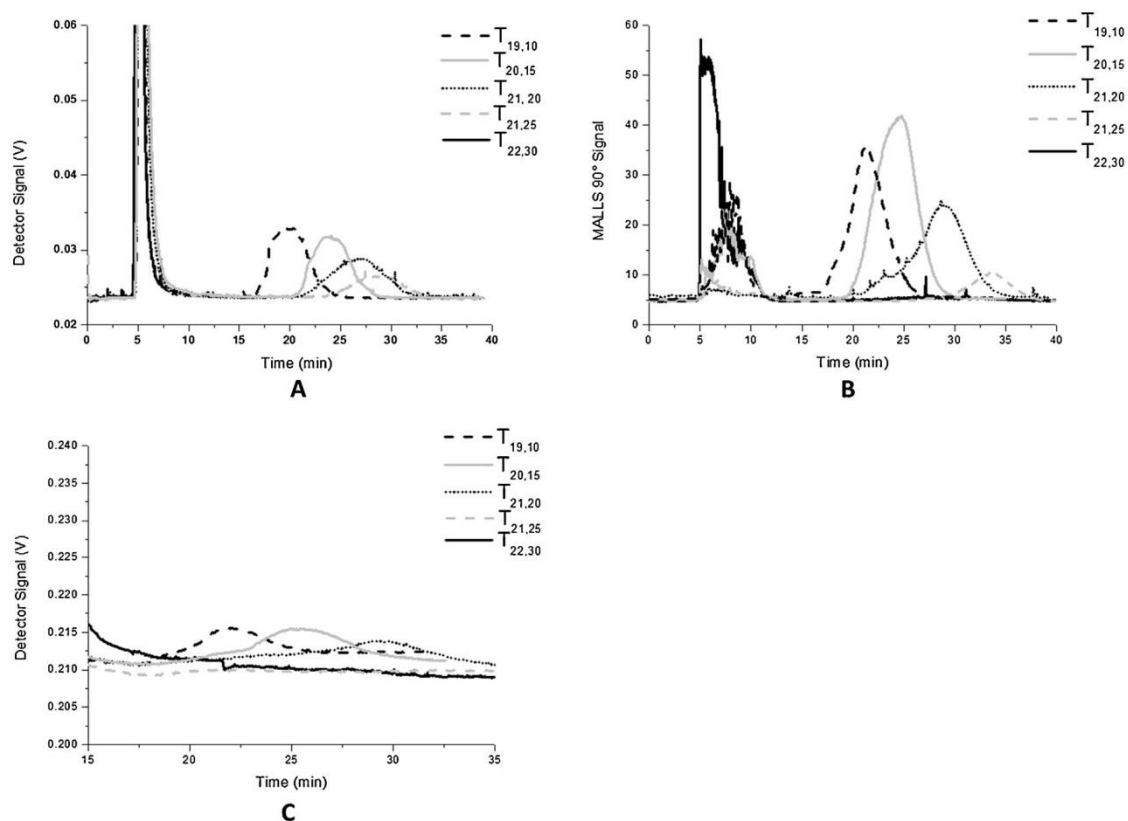 0.06
0.05
0.04
0.03
0.02
Detector Signal (V)
0 5 10 15 20 25 30 35 40
Time (min)
T19,10
T20,15
T21, 20
T21,25
T22,30
A
60
50
40
30
20
10
0
MALLS 90° Signal
0 5 10 15 20 25 30 35 40
Time (min)
T19,10
T20,15
T21,20
T21,25
T22,30
B
0.240
0.235
0.230
0.225
0.220
0.215
0.210
0.205
0.200
Detector Signal (V)
15 20 25 30 35
Time (min)
T19,10
T20,15
T21,20
T21,25
T22,30
C